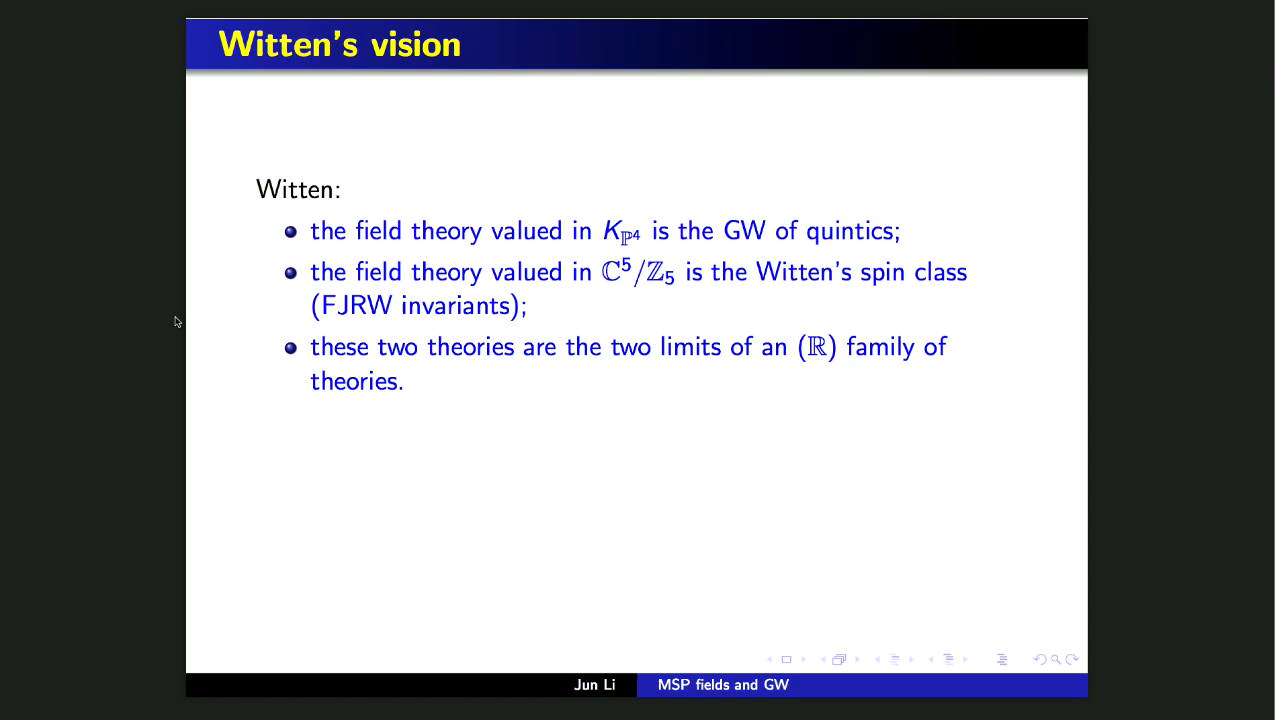 Witten's vision
Witten:
the field theory valued in K_{ℙ⁴} is the GW of quintics;
the field theory valued in ℂ⁵/ℤ₅ is the Witten's spin class
(FJRW invariants);
these two theories are the two limits of an (ℝ) family of
theories.
Jun Li
MSP fields and GW